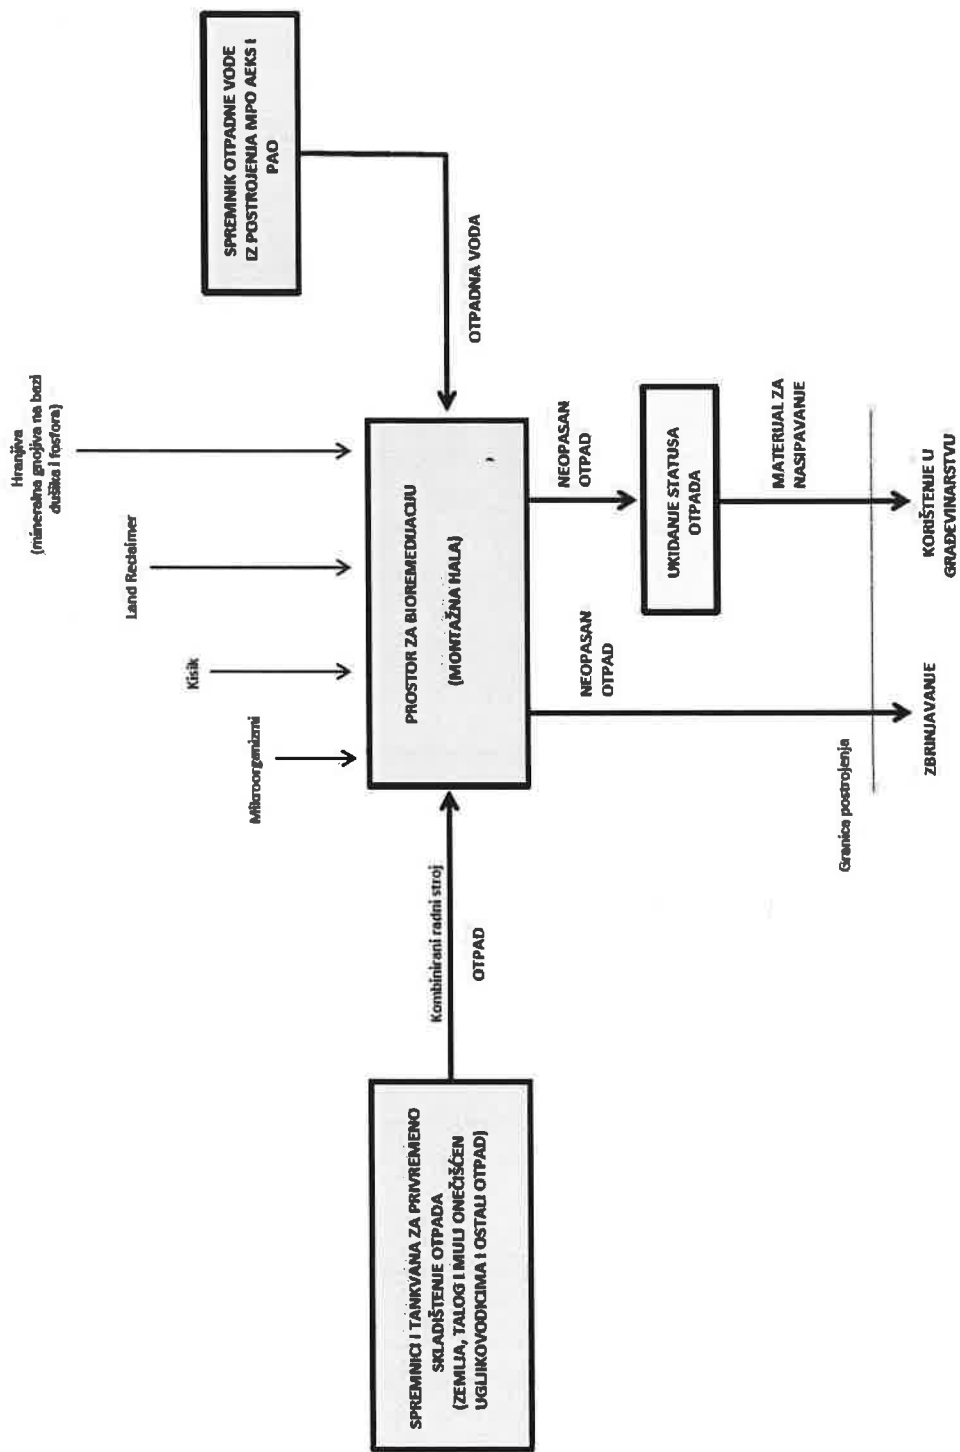 Hranjiva
(mineralna gnojiva na bazi
dušika i fosfora)
Land Reclaimer
Kisik
Mikroorganizmi
SPREMNIK OTPADNE VODE
IZ POSTROJENJA MPO AEKS I
PAO
OTPADNA VODA
SPREMNICI I TANKVANA ZA PRIVREMENO
SKLADIŠTENJE OTPADA
(ZEMLJA, TALOG I MULJ ONEČIŠĆEN
UGLJIKOVODICIMA I OSTALI OTPAD)
Kombinirani radni stroj
OTPAD
PROSTOR ZA BIOREMEDIJACIJU
(MONTAŽNA HALA)
NEOPASAN
OTPAD
NEOPASAN
OTPAD
UKIDANJE STATUSA
OTPADA
MATERIJAL ZA
NASIPAVANJE
Granica postrojenja
ZBRINJAVANJE
KORIŠTENJE U
GRAĐEVINARSTVU